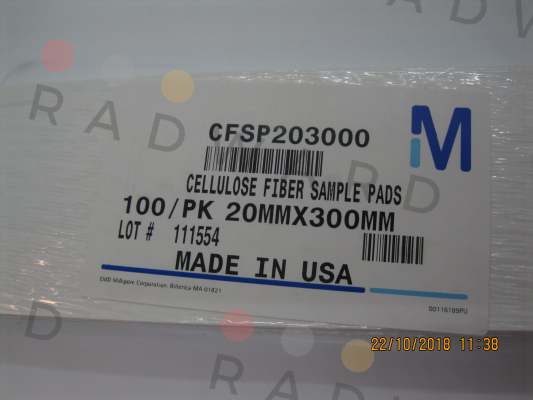 CFSP203000
CELLULOSE FIBER SAMPLE PADS
100/PK 20MMX300MM
LOT # 111554
MADE IN USA
EMD Millipore Corporation, Billerica MA 01821
00116189PU
22/10/2018 11:38
RADWARD